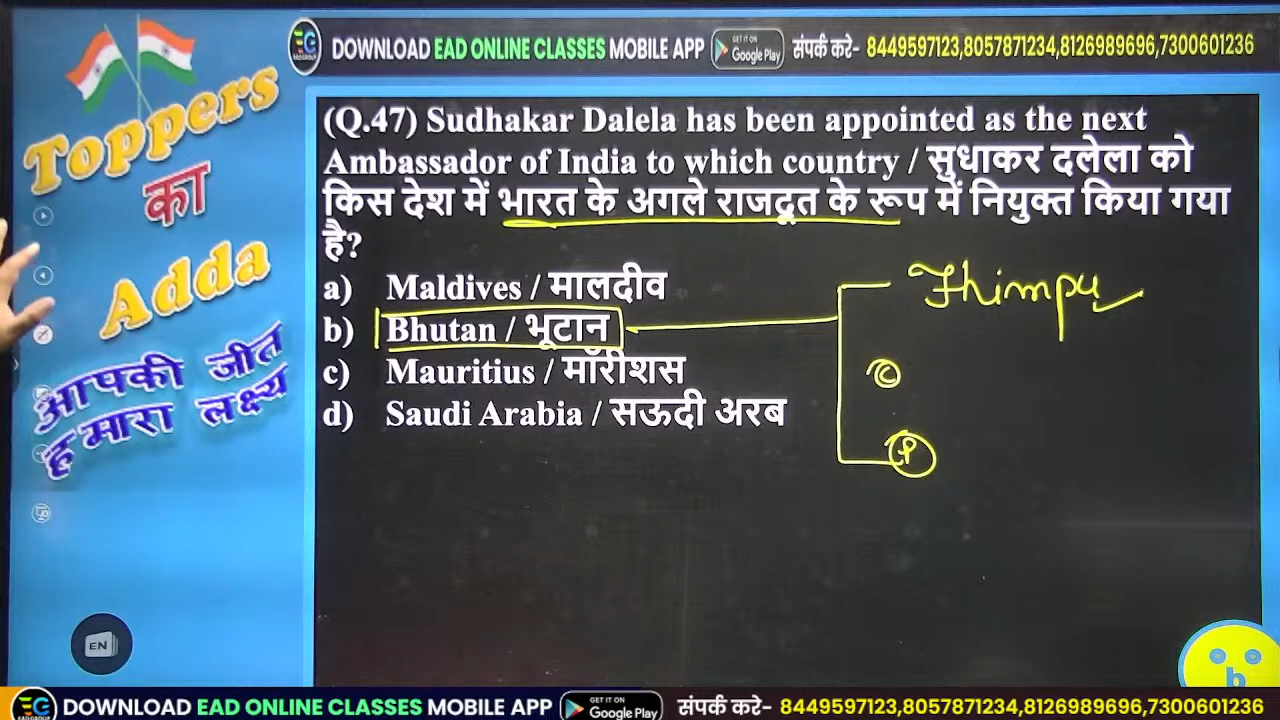 DOWNLOAD EAD ONLINE CLASSES MOBILE APP GET IT ON Google Play संपर्क करे- 8449597123,8057871234,8126989696,7300601236
Toppers
का
Adda
आपकी जीत
हमारा लक्ष्य
(Q.47) Sudhakar Dalela has been appointed as the next
Ambassador of India to which country / सुधाकर दलेला को
किस देश में भारत के अगले राजदूत के रूप में नियुक्त किया गया
है?
a) Maldives / मालदीव
b) Bhutan / भूटान
c) Mauritius / मॉरीशस
d) Saudi Arabia / सऊदी अरब
Thimpu
C
P
EN
b
EG
DOWNLOAD EAD ONLINE CLASSES MOBILE APP GET IT ON Google Play संपर्क करे- 8449597123,8057871234,8126989696,7300601236